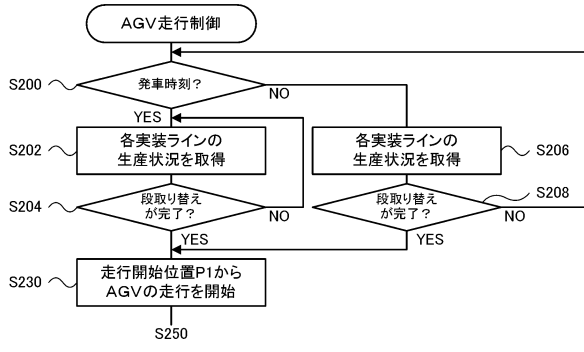 AGV走行制御
S200
発車時刻？
NO
YES
S202
各実装ラインの
生産状況を取得
各実装ラインの
生産状況を取得
S206
S204
段取り替え
が完了？
NO
YES
段取り替え
が完了？
S208
NO
YES
S230
走行開始位置P1から
AGVの走行を開始
S250